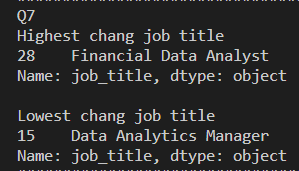 Q7
Highest chang job title
28    Financial Data Analyst
Name: job_title, dtype: object
Lowest chang job title
15    Data Analytics Manager
Name: job_title, dtype: object